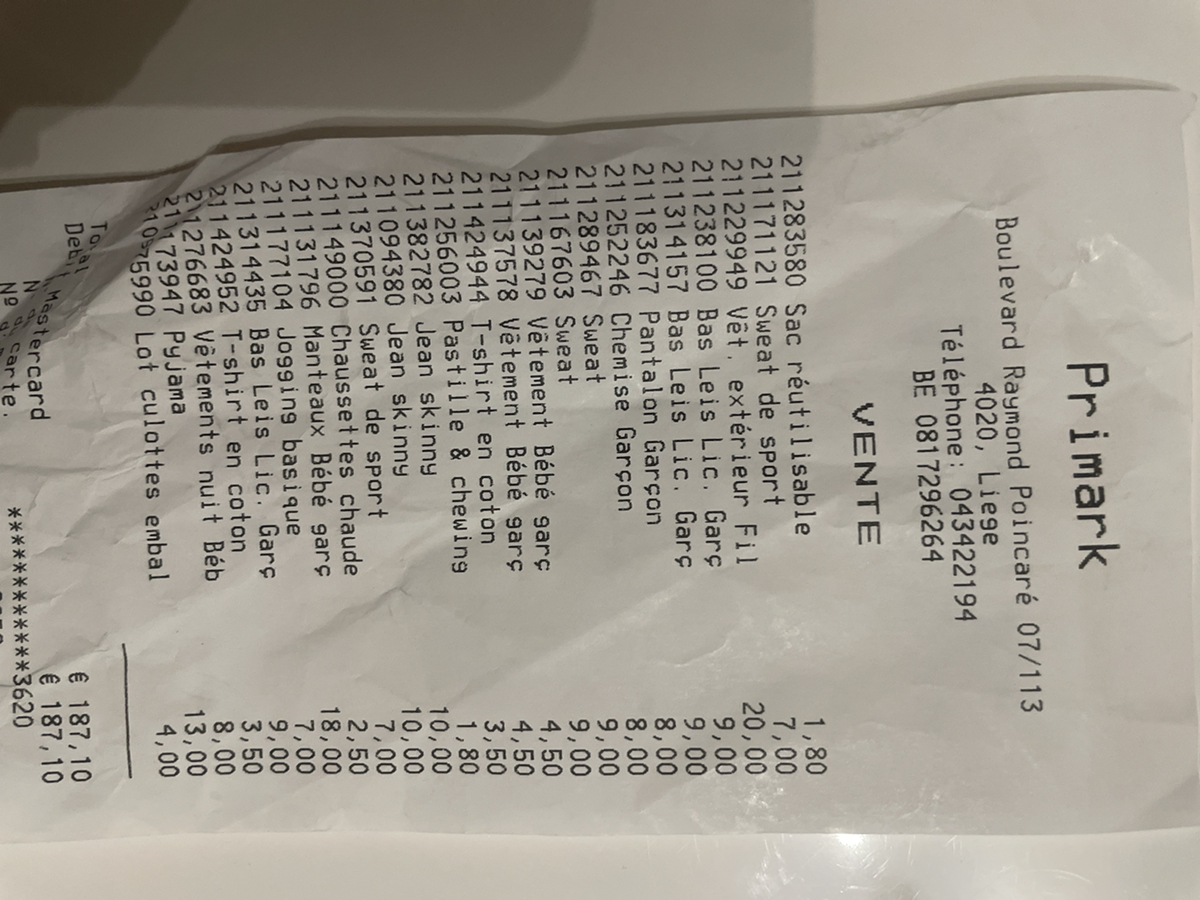 Primark
Boulevard Raymond Poincaré 07/113
4020, Liege
Téléphone: 043422194
BE 0817296264
VENTE
211283580 Sac réutilisable 1,80
211171121 Sweat de sport 7,00
211229949 Vêt. extérieur Fil 20,00
211238100 Bas Leis Lic. Garç 9,00
211314157 Bas Leis Lic. Garç 9,00
211183677 Pantalon Garçon 8,00
211252246 Chemise Garçon 8,00
211289467 Sweat 9,00
211167603 Sweat 9,00
211139279 Vêtement Bébé garç 4,50
211137578 Vêtement Bébé garç 4,50
211424944 T-shirt en coton 3,50
211256003 Pastille & chewing 1,80
211382782 Jean skinny 10,00
211094380 Jean skinny 10,00
211370591 Sweat de sport 7,00
211149000 Chaussettes chaude 2,50
211131796 Manteaux Bébé garç 18,00
211177104 Jogging basique 7,00
211314435 Bas Leis Lic. Garç 9,00
211424952 T-shirt en coton 3,50
211276683 Vêtements nuit Béb 8,00
211173947 Pyjama 13,00
Lot culottes embal 4,00
Total € 187,10
Debit Mastercard € 187,10
carte: ************3620
Nº